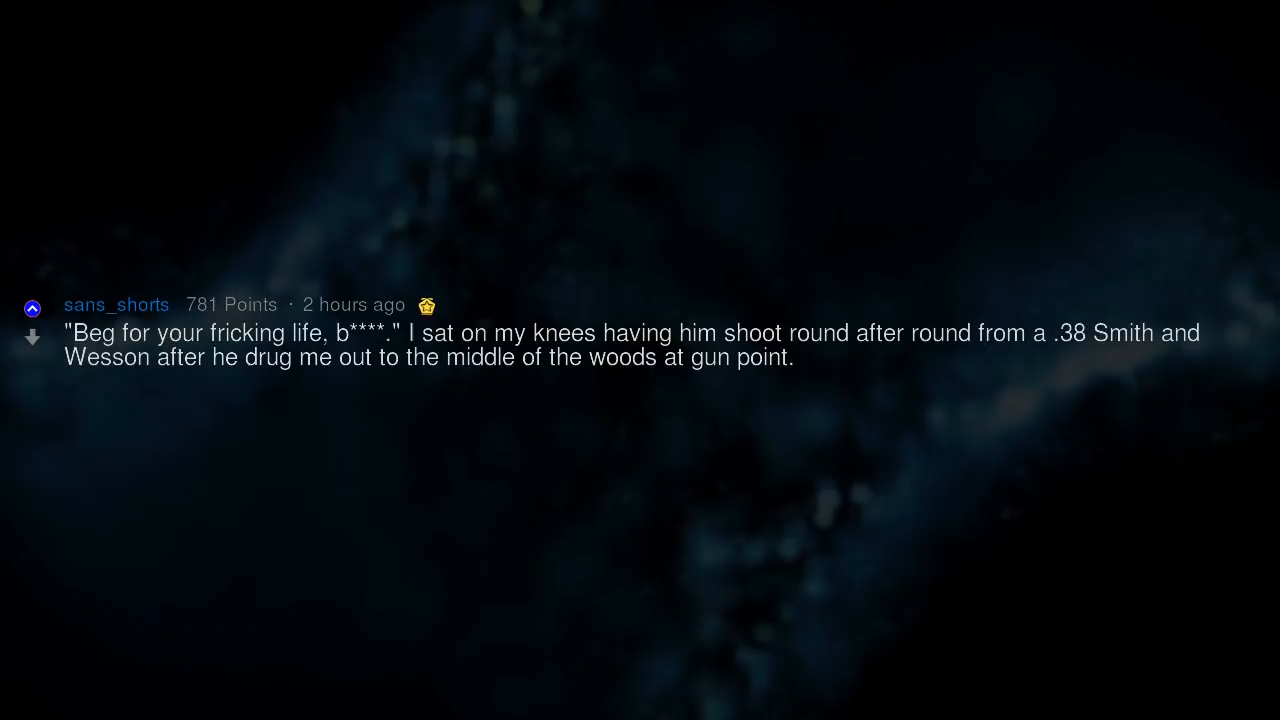 sans_shorts 781 Points · 2 hours ago
"Beg for your fricking life, b****." I sat on my knees having him shoot round after round from a .38 Smith and
Wesson after he drug me out to the middle of the woods at gun point.